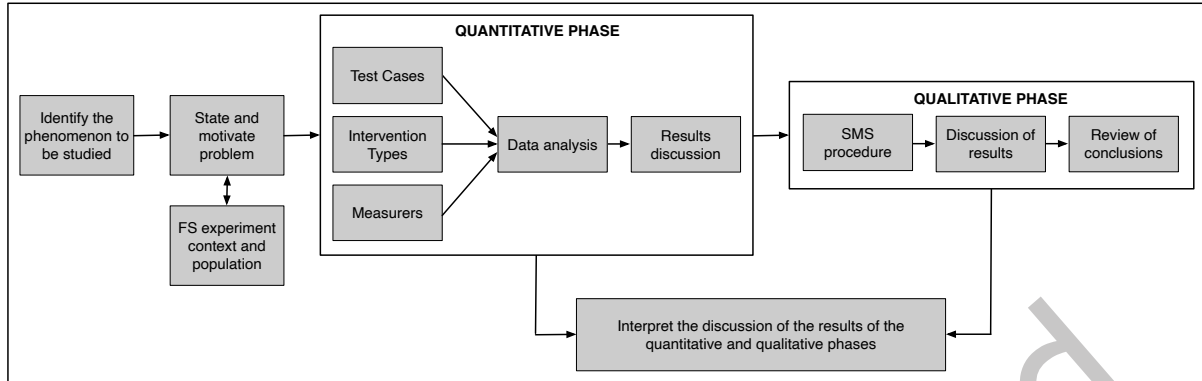 Identify the
phenomenon to
be studied
State and
motivate
problem
FS experiment
context and
population
QUANTITATIVE PHASE
Test Cases
Intervention
Types
Measurers
Data analysis
Results
discussion
QUALITATIVE PHASE
SMS
procedure
Discussion of
results
Review of
conclusions
Interpret the discussion of the results of the
quantitative and qualitative phases